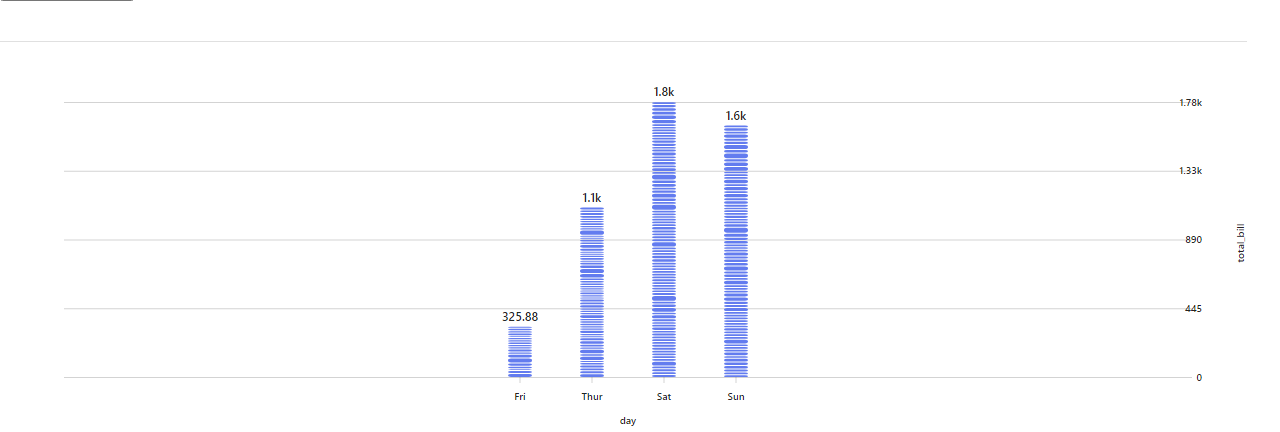 1.8k
1.78k
1.6k
1.33k
1.1k
890
total_bill
445
325.88
0
Fri Thur Sat Sun
day